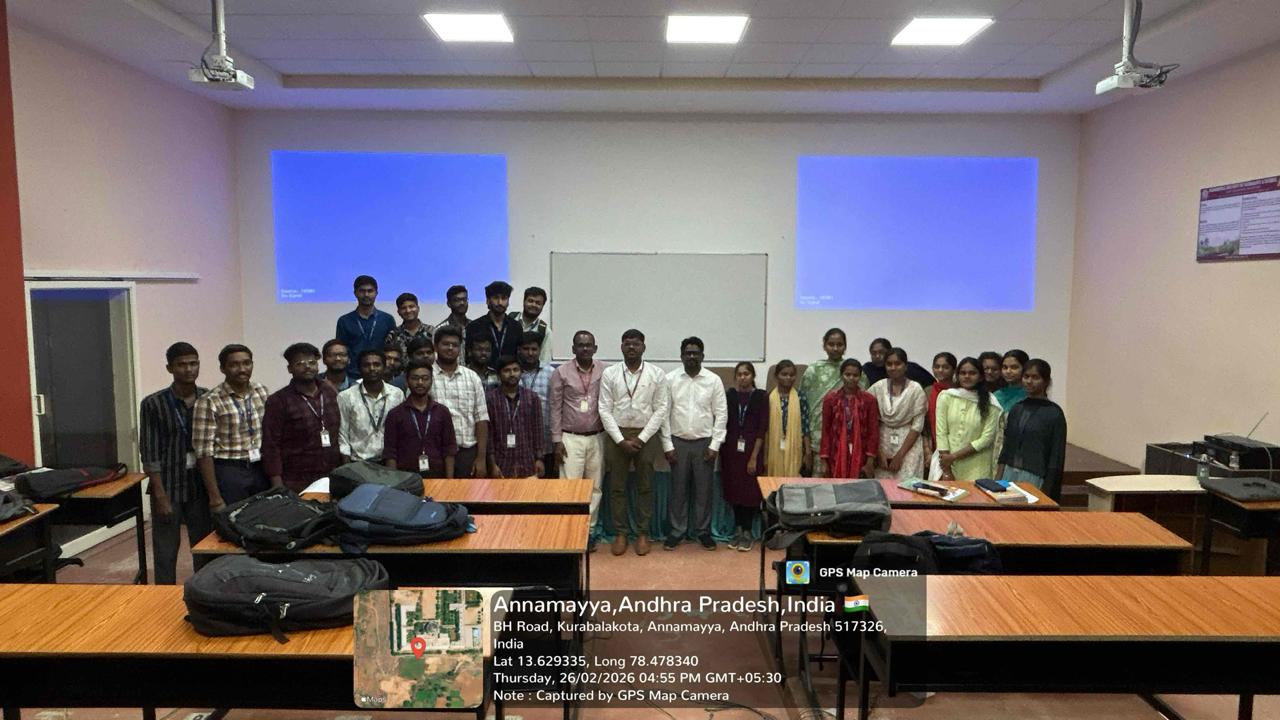 GPS Map Camera
Annamayya,Andhra Pradesh,India 🇮🇳
BH Road, Kurabalakota, Annamayya, Andhra Pradesh 517326,
India
Lat 13.629335, Long 78.478340
Thursday, 26/02/2026 04:55 PM GMT+05:30
Note : Captured by GPS Map Camera
Maps